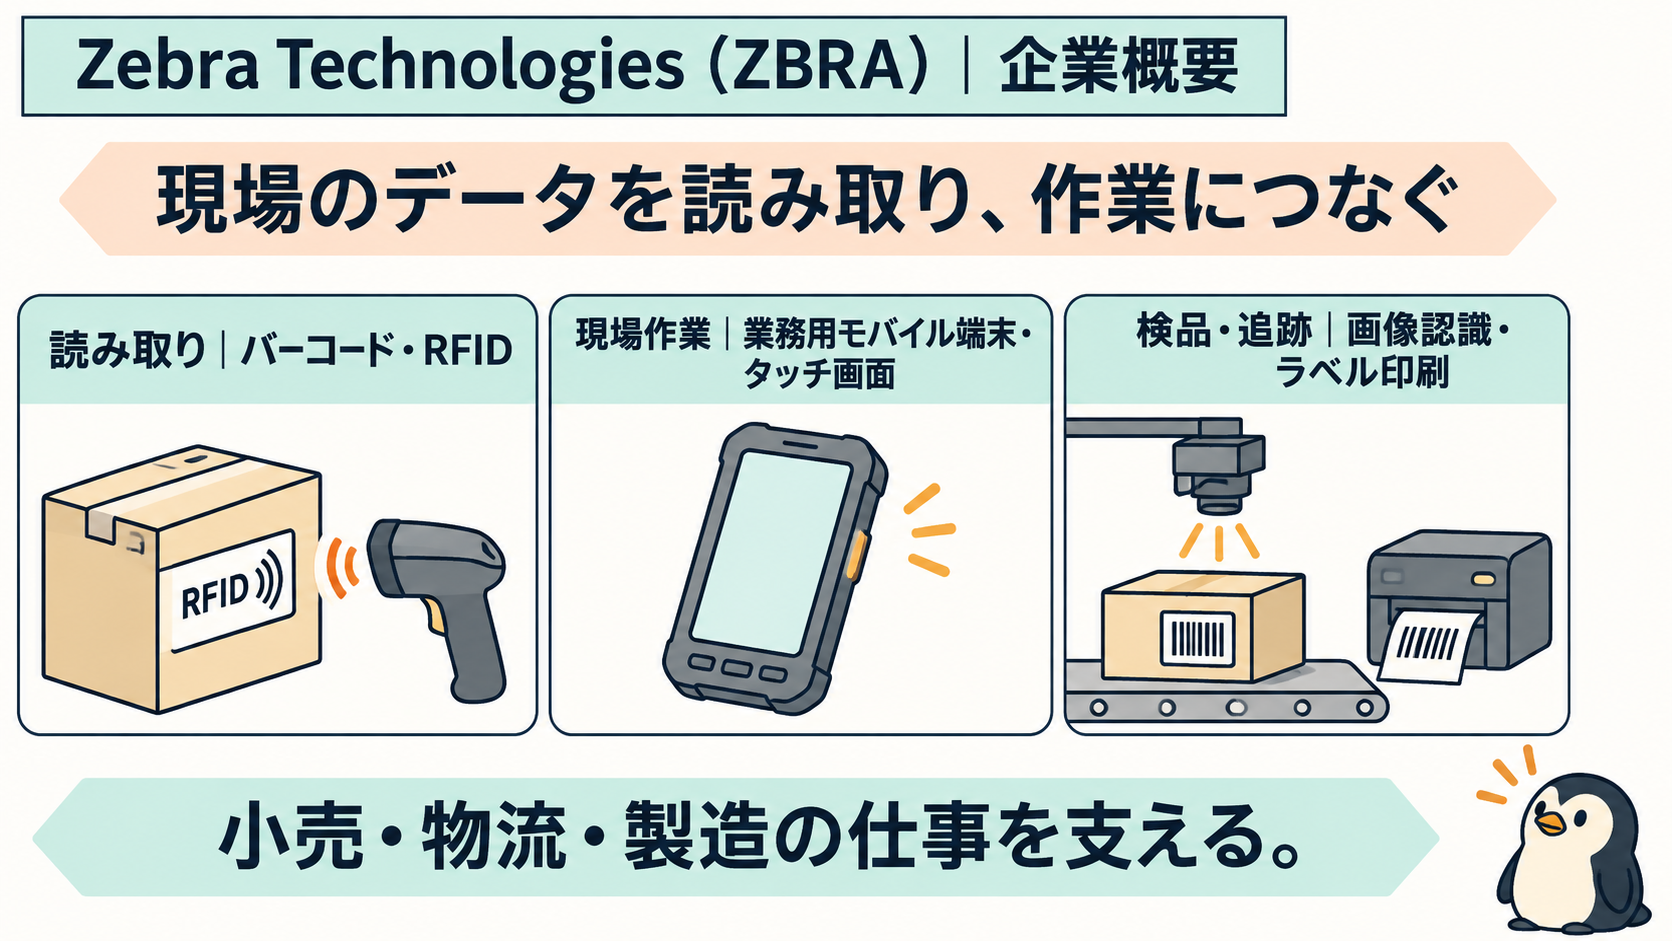 Zebra Technologies（ZBRA）｜企業概要
現場のデータを読み取り、作業につなぐ
読み取り｜バーコード・RFID
現場作業｜業務用モバイル端末・
タッチ画面
検品・追跡｜画像認識・
ラベル印刷
RFID
小売・物流・製造の仕事を支える。